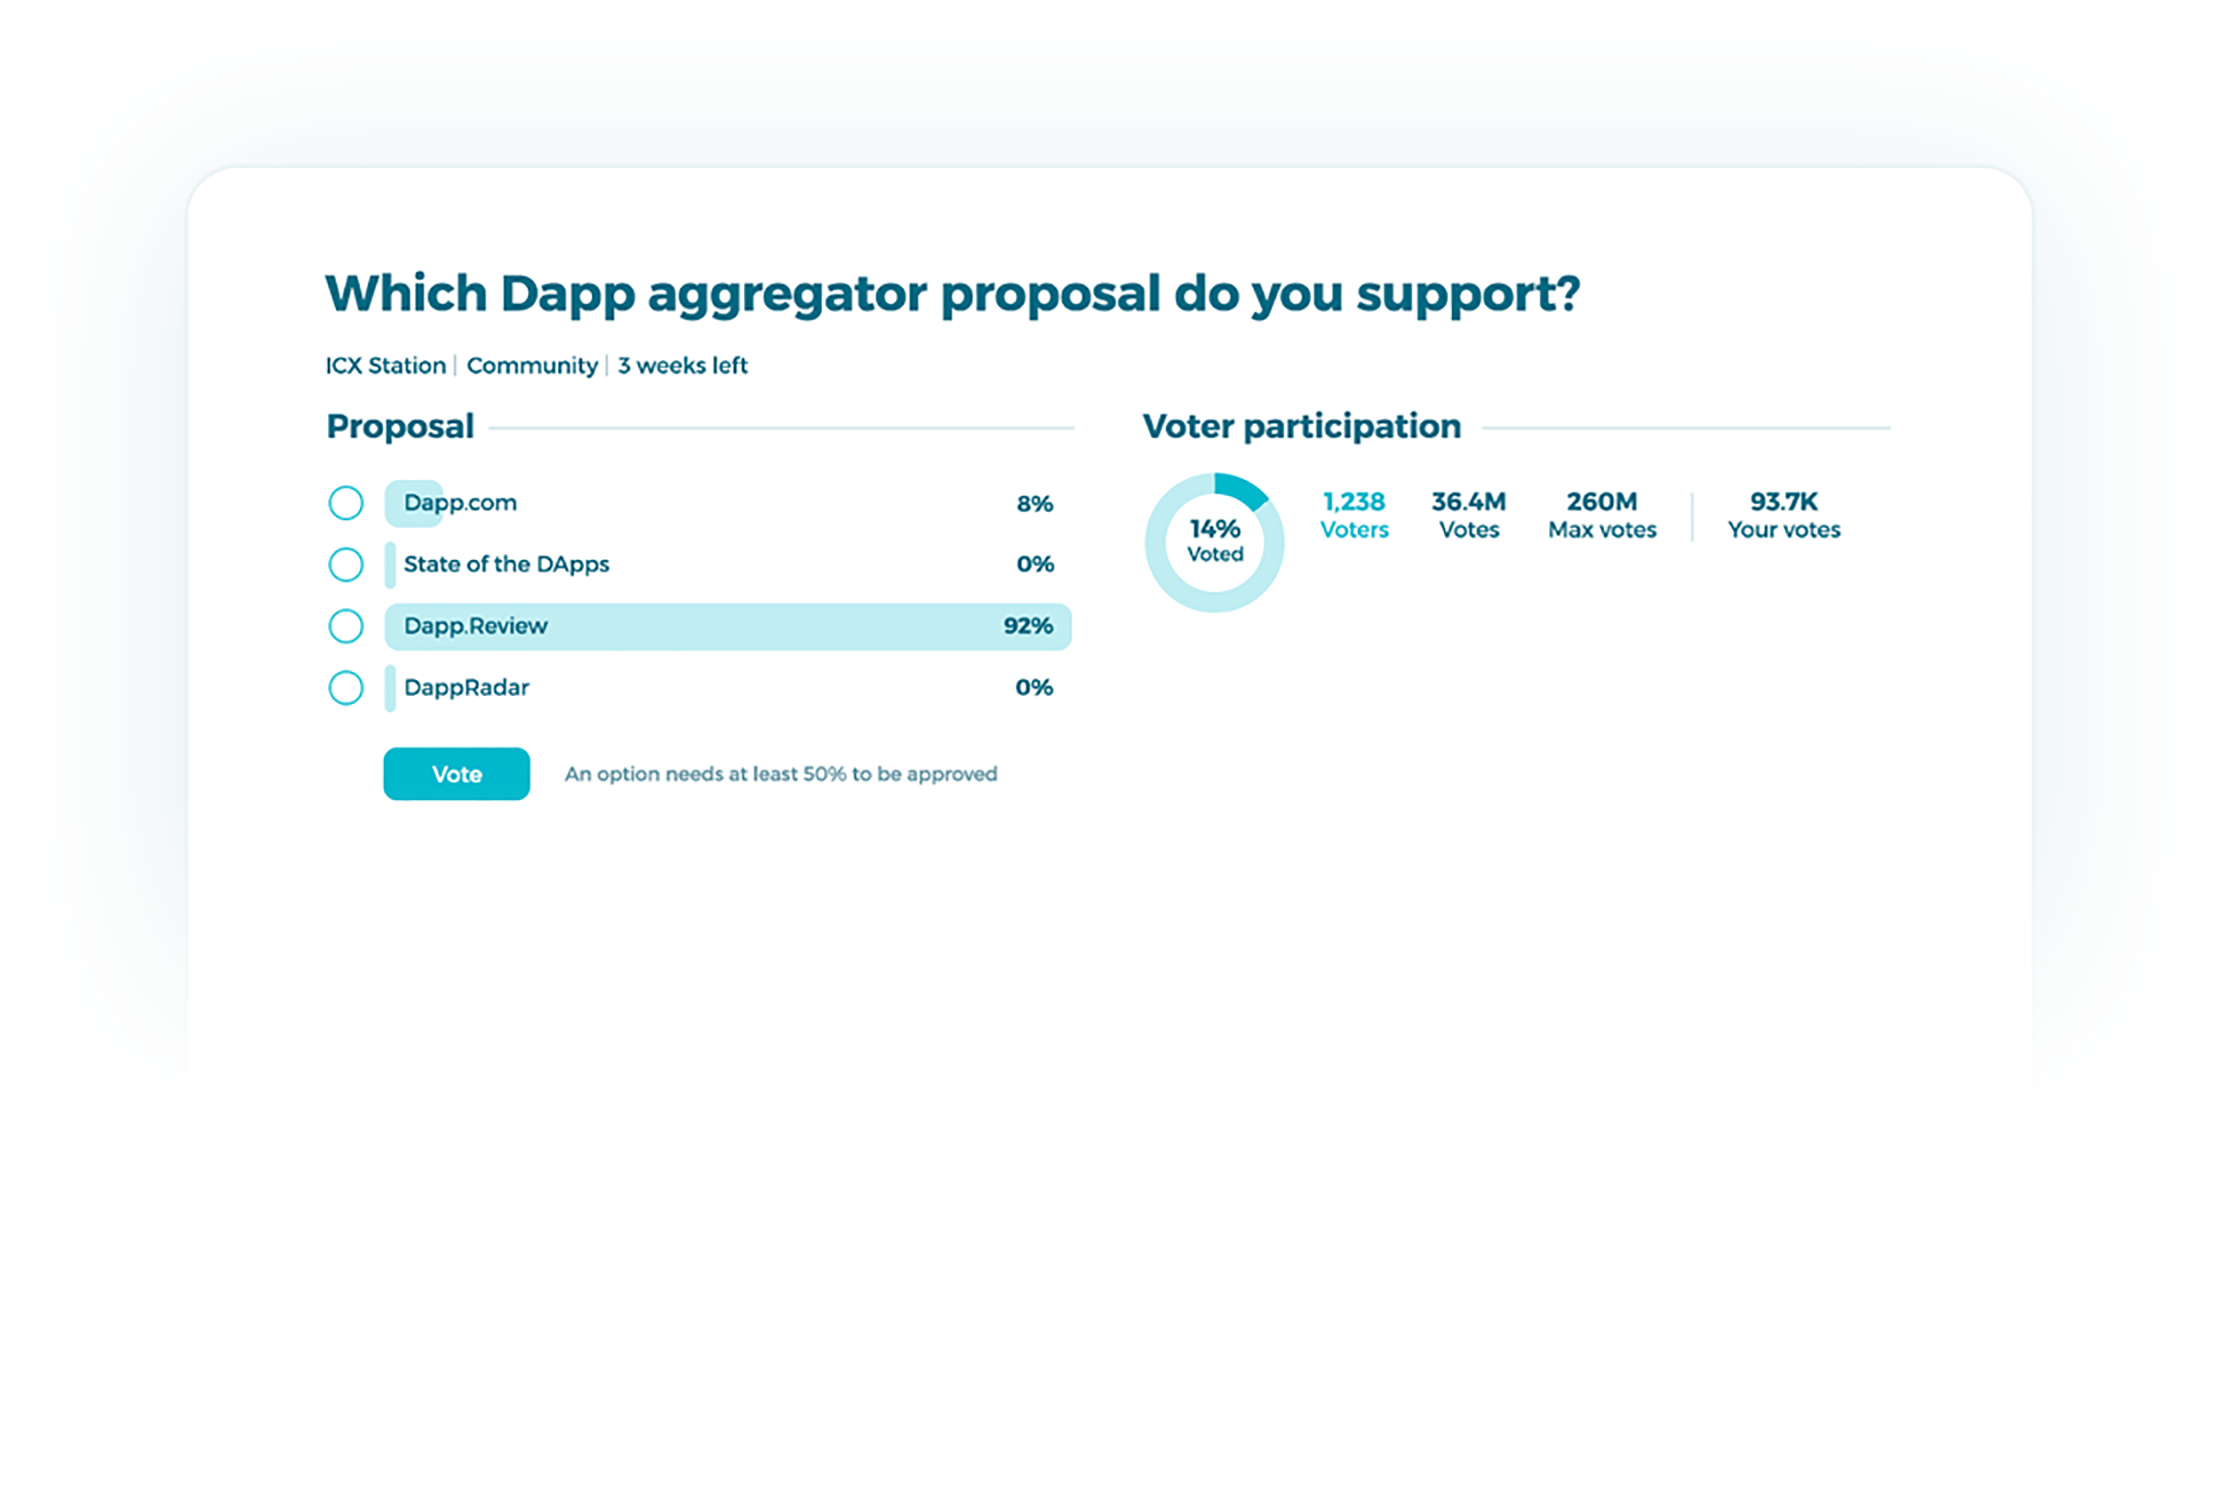 Which Dapp aggregator proposal do you support?
ICX Station | Community | 3 weeks left
Proposal
Dapp.com 8%
State of the DApps 0%
Dapp.Review 92%
DappRadar 0%
Vote An option needs at least 50% to be approved
Voter participation
14%
Voted
1,238 36.4M 260M 93.7K
Voters Votes Max votes Your votes